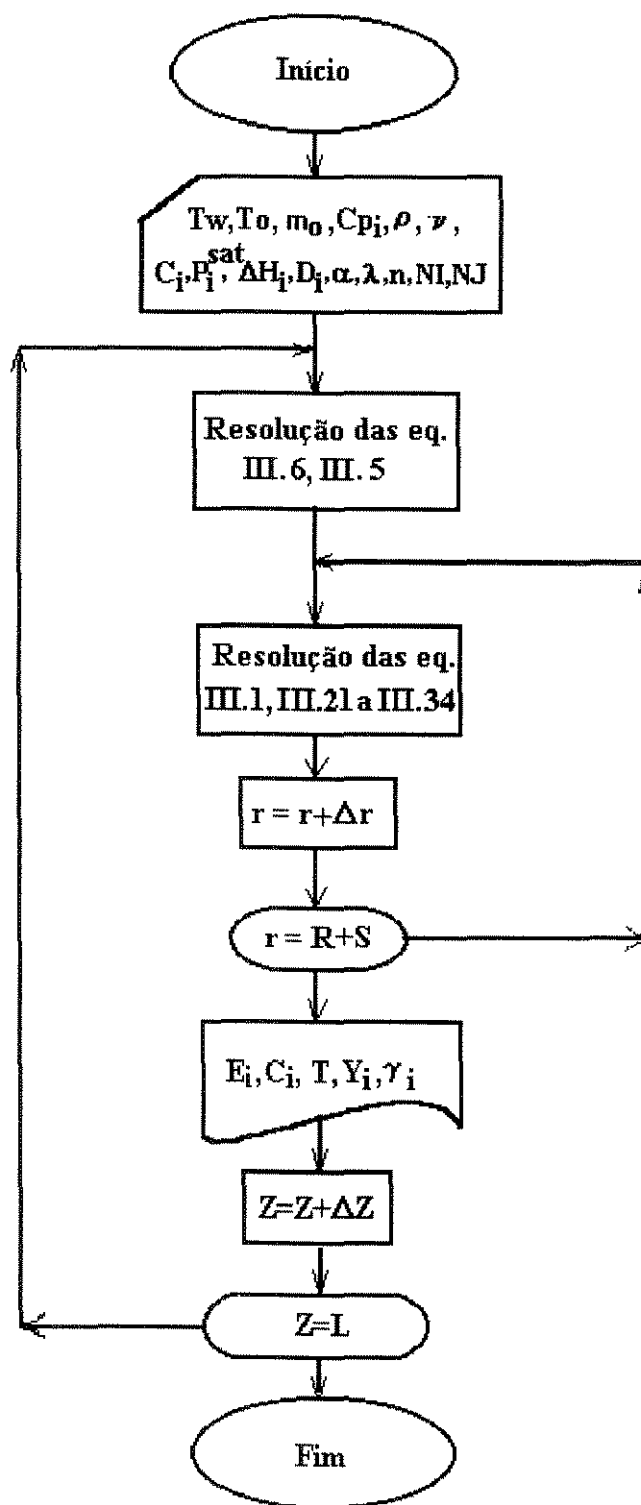 Início
Tw, To, m₀, Cpᵢ, ρ, ν,
Cᵢ, Pᵢˢᵃᵗ, ΔHᵢ, Dᵢ, α, λ, n, NI, NJ
Resolução das eq.
III.6, III.5
Resolução das eq.
III.1, III.21 a III.34
r = r+Δr
r = R+S
Eᵢ, Cᵢ, T, Yᵢ, γᵢ
Z=Z+ΔZ
Z=L
Fim